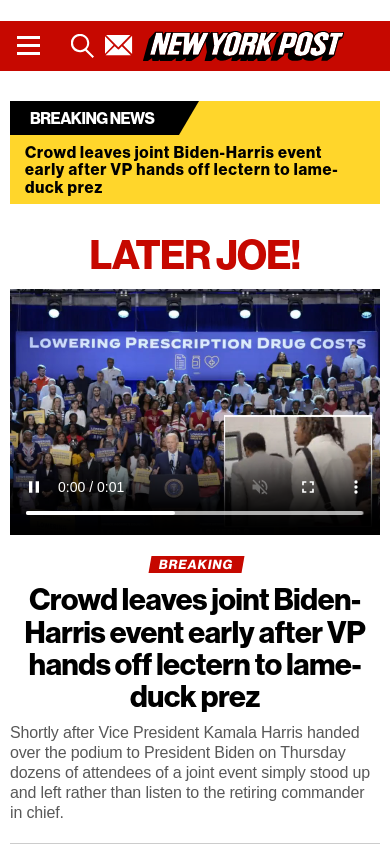 NEW YORK POST
BREAKING NEWS
Crowd leaves joint Biden-Harris event
early after VP hands off lectern to lame-
duck prez
LATER JOE!
LOWERING PRESCRIPTION DRUG COSTS
0:00 / 0:01
BREAKING
Crowd leaves joint Biden-
Harris event early after VP
hands off lectern to lame-
duck prez
Shortly after Vice President Kamala Harris handed
over the podium to President Biden on Thursday
dozens of attendees of a joint event simply stood up
and left rather than listen to the retiring commander
in chief.